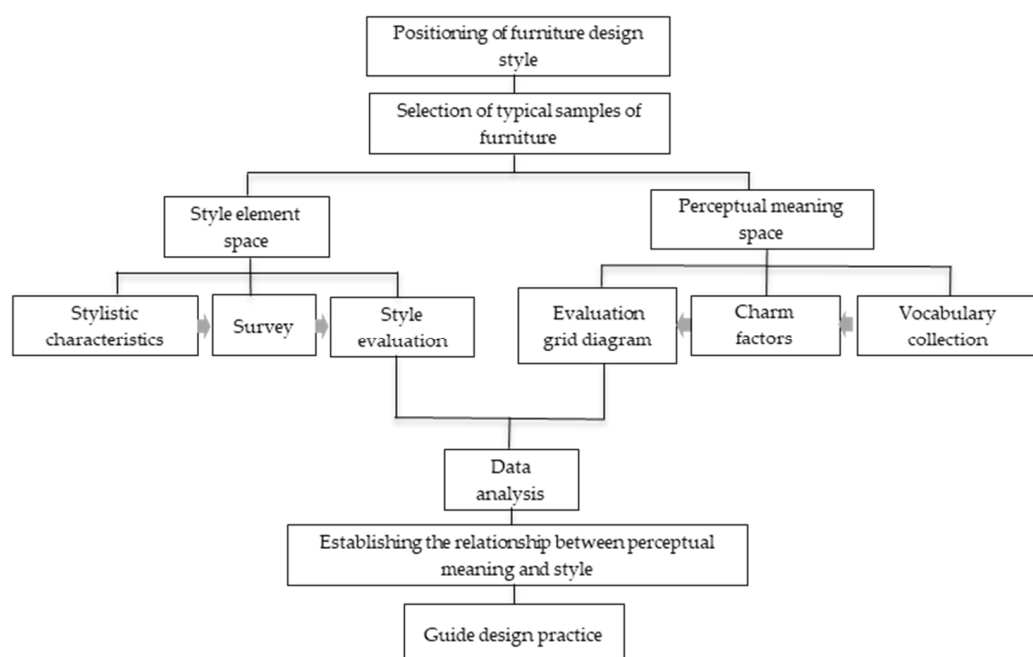 Positioning of furniture design
style
Selection of typical samples of
furniture
Style element
space
Perceptual meaning
space
Stylistic
characteristics
Survey
Style
evaluation
Evaluation
grid diagram
Charm
factors
Vocabulary
collection
Data
analysis
Establishing the relationship between perceptual
meaning and style
Guide design practice